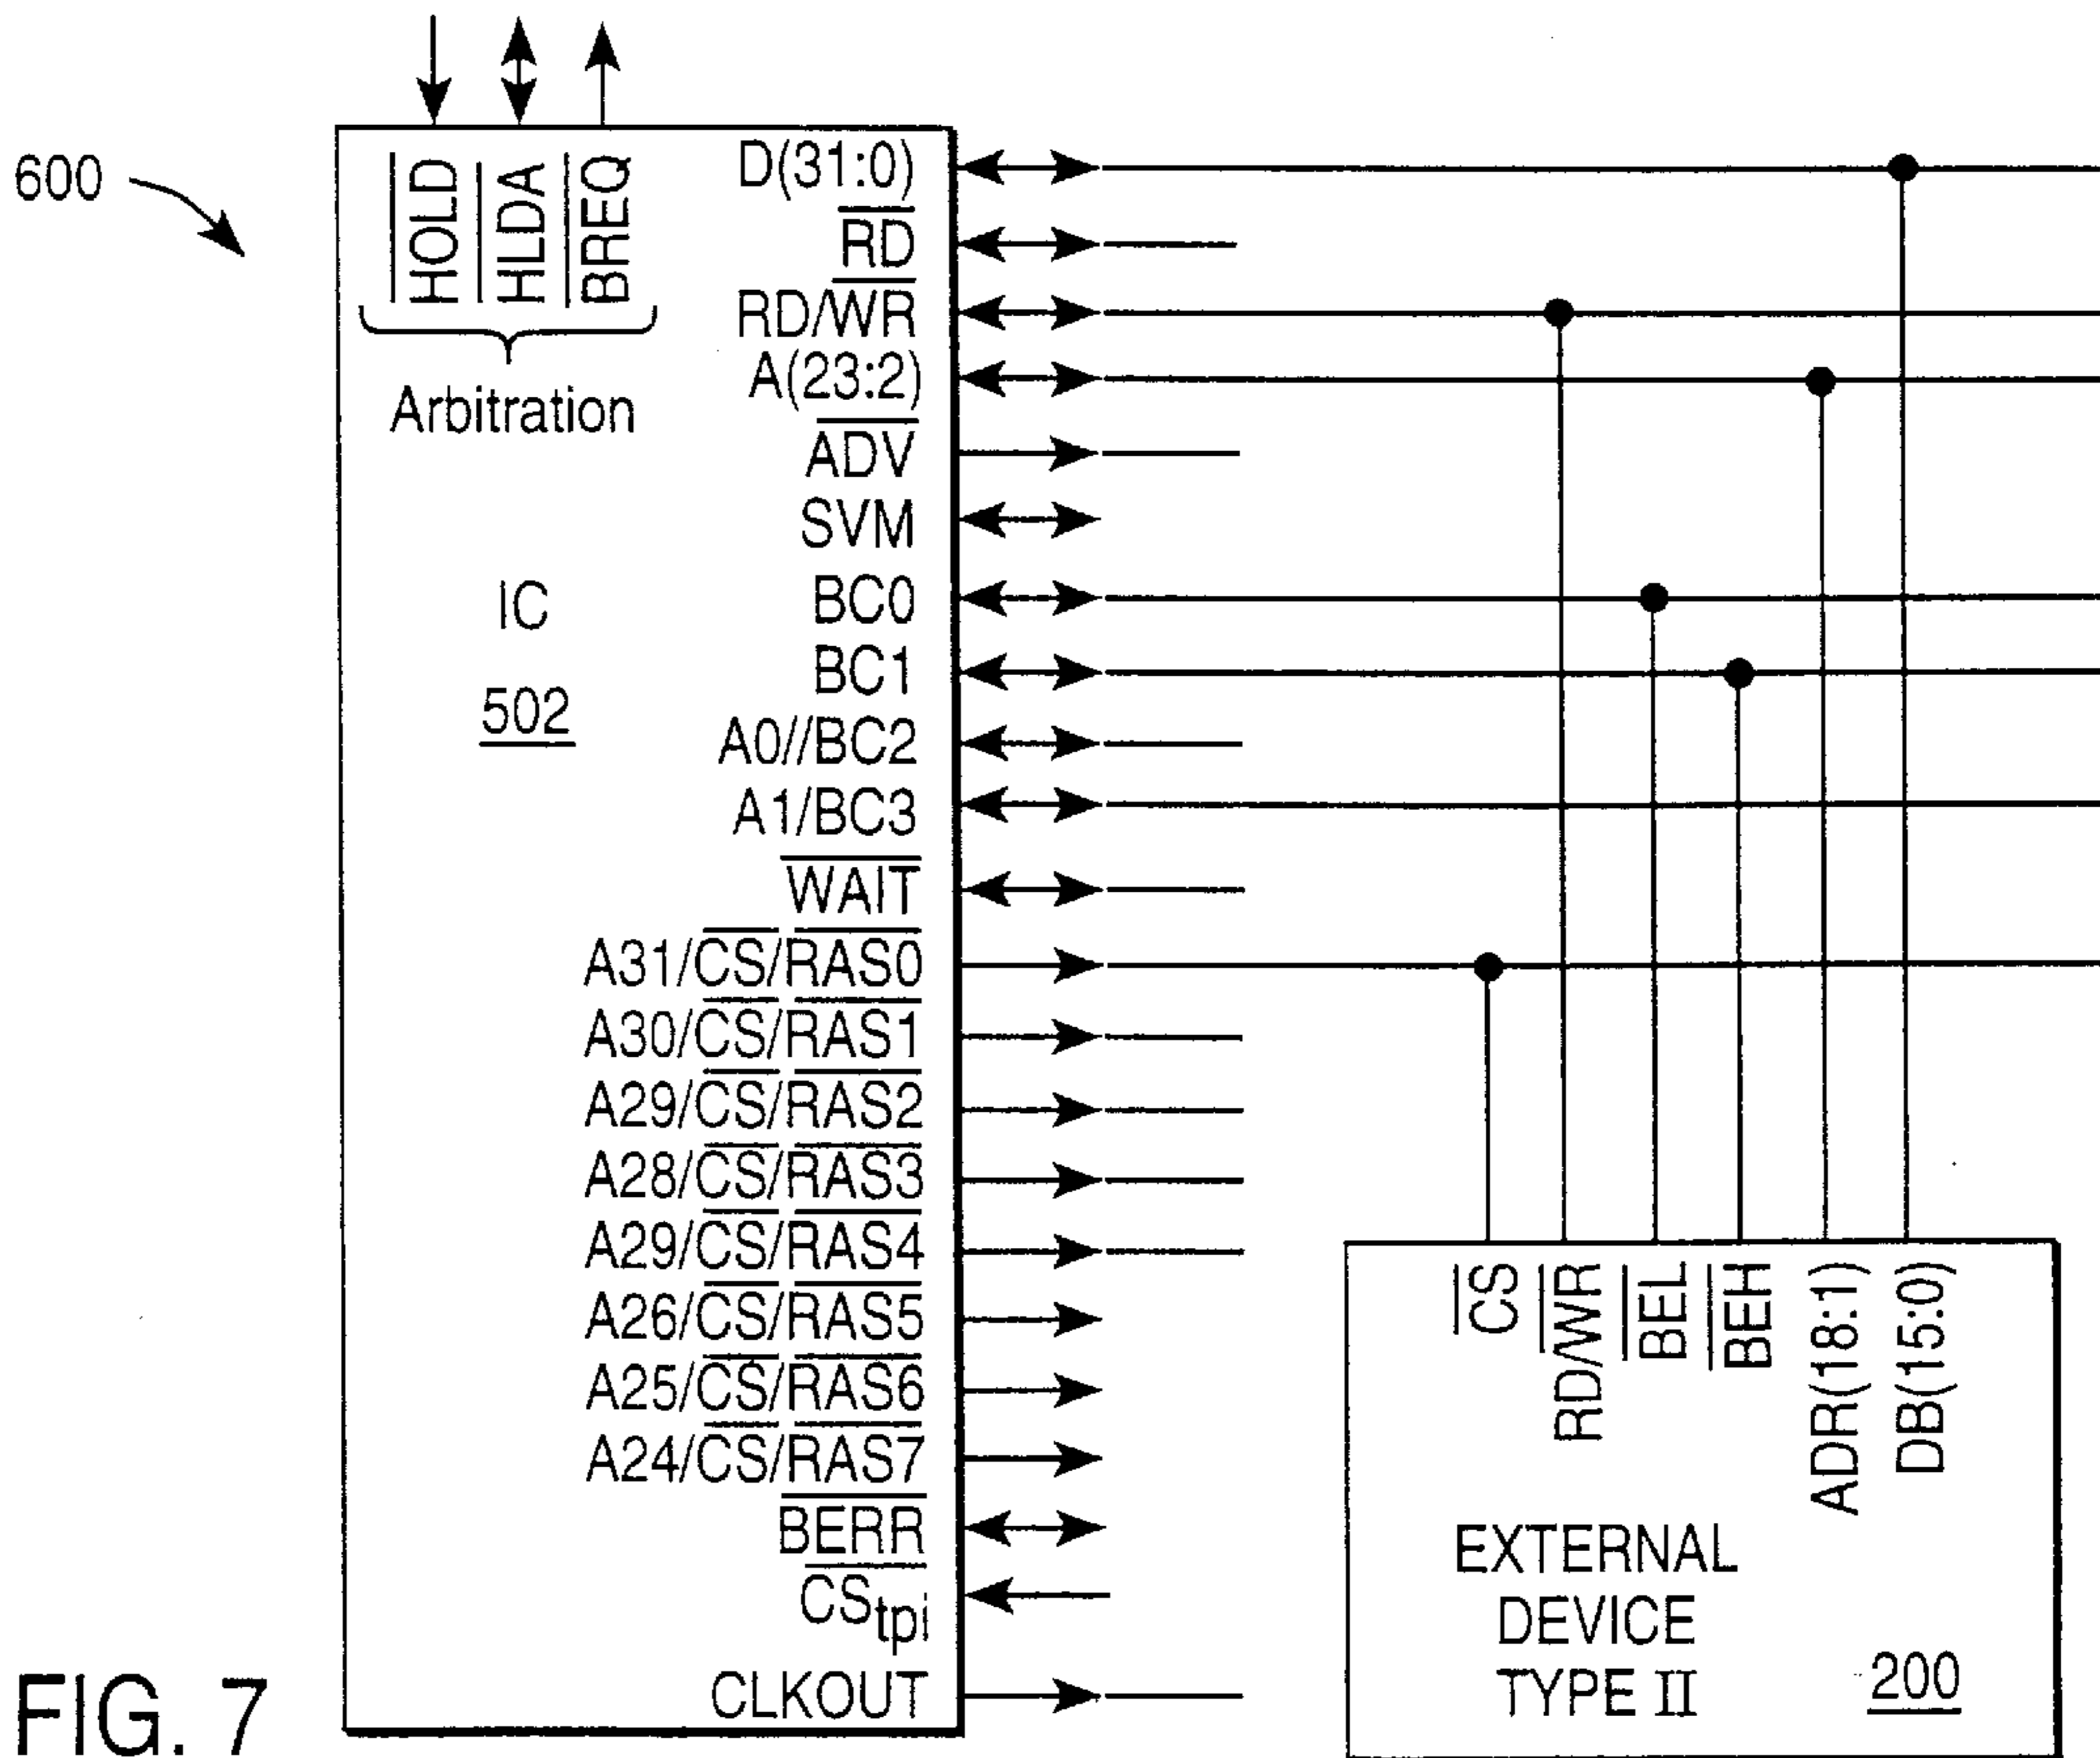 600
HOLD
HLDA
BREQ
Arbitration
IC
502
D(31:0)
RD
RD/WR
A(23:2)
ADV
SVM
BC0
BC1
A0//BC2
A1/BC3
WAIT
A31/CS/RAS0
A30/CS/RAS1
A29/CS/RAS2
A28/CS/RAS3
A29/CS/RAS4
A26/CS/RAS5
A25/CS/RAS6
A24/CS/RAS7
BERR
CStpi
CLKOUT
CS
RD/WR
BEL
BEH
ADR(18:1)
DB(15:0)
EXTERNAL
DEVICE
TYPE II
200
FIG. 7